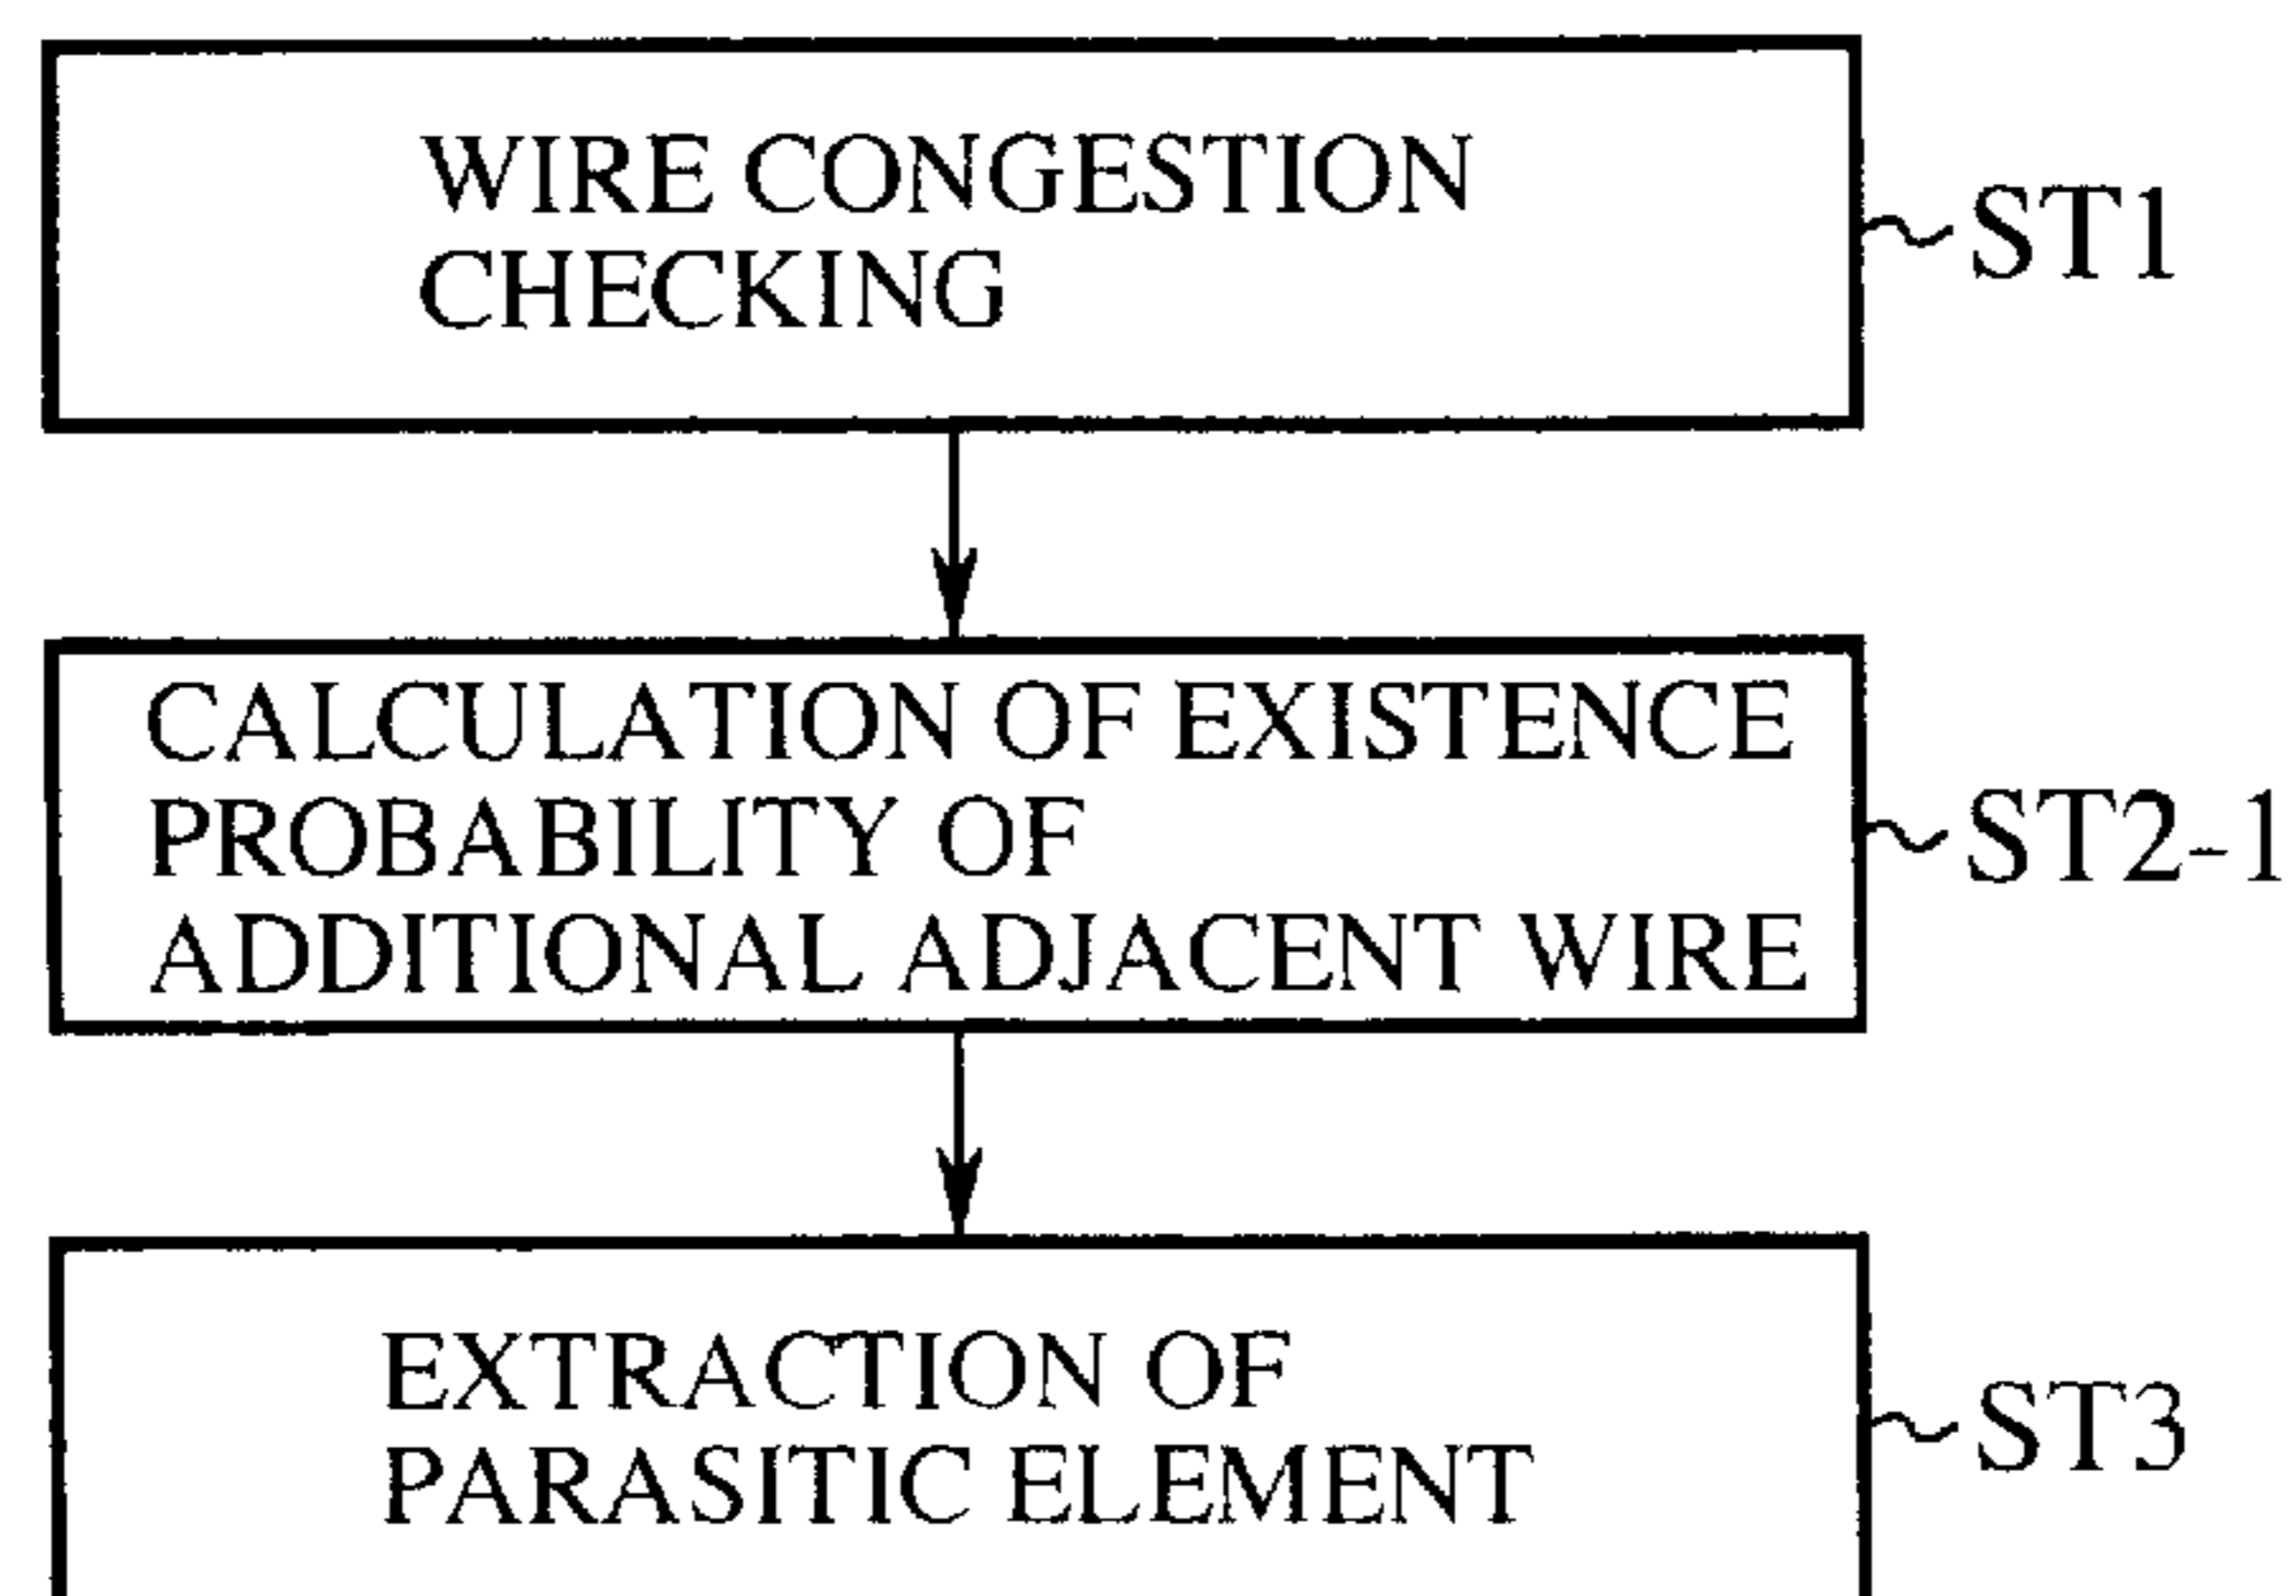 WIRE CONGESTION
CHECKING
ST1
CALCULATION OF EXISTENCE
PROBABILITY OF
ADDITIONAL ADJACENT WIRE
ST2-1
EXTRACTION OF
PARASITIC ELEMENT
ST3